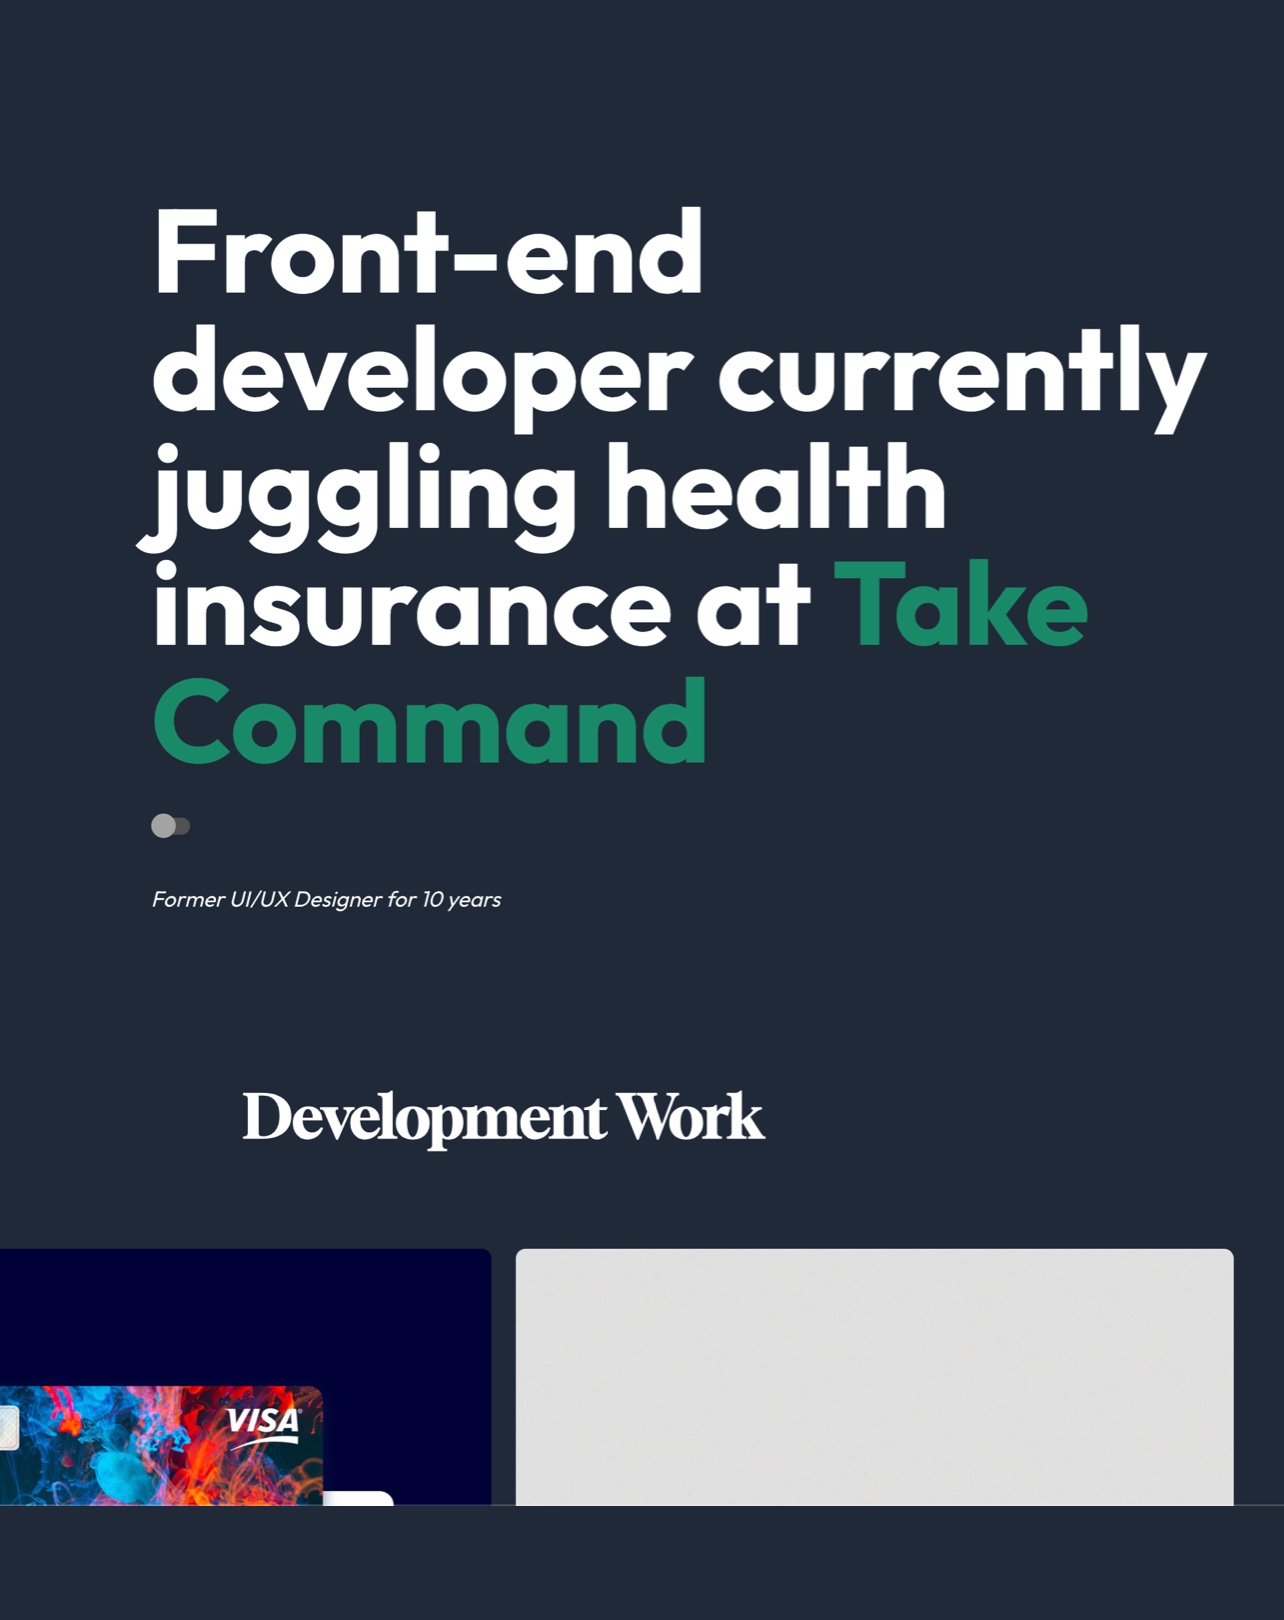 Front-end
developer currently
juggling health
insurance at Take
Command
Former UI/UX Designer for 10 years
Development Work
VISA